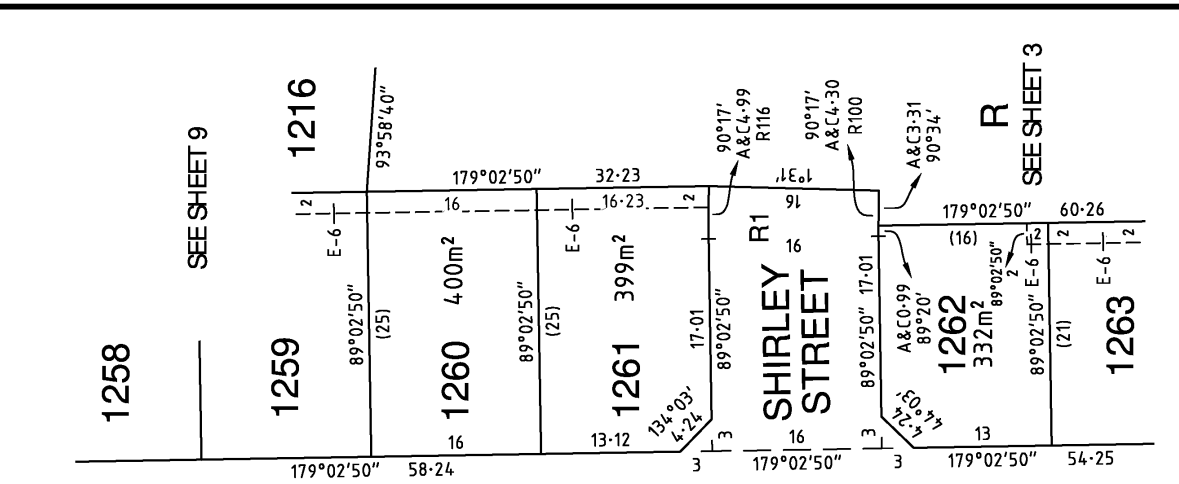 SEE SHEET 9
1216
93°58'40"
179°02'50"
32·23
90°17'
A&C4·99
R116
90°17'
A&C4·30
R100
A&C3·31
90°34'
R
SEE SHEET 3
1°31'
16
2
16
16·23
2
E-6
E-6
R1
16
179°02'50"
60·26
(16)
2
2
2
E-6
E-6
89°02'50"
2
400m²
399m²
89°02'50"
(25)
89°02'50"
(25)
17·01
89°02'50"
SHIRLEY
STREET
89°02'50"
17·01
A&C0·99
89°20'
1262
332m²
89°02'50"
(21)
1263
1258
1259
1260
1261
134°03'
4·24
4·24
44°03'
16
13·12
3
16
3
13
179°02'50"
58·24
3
179°02'50"
3
179°02'50"
54·25